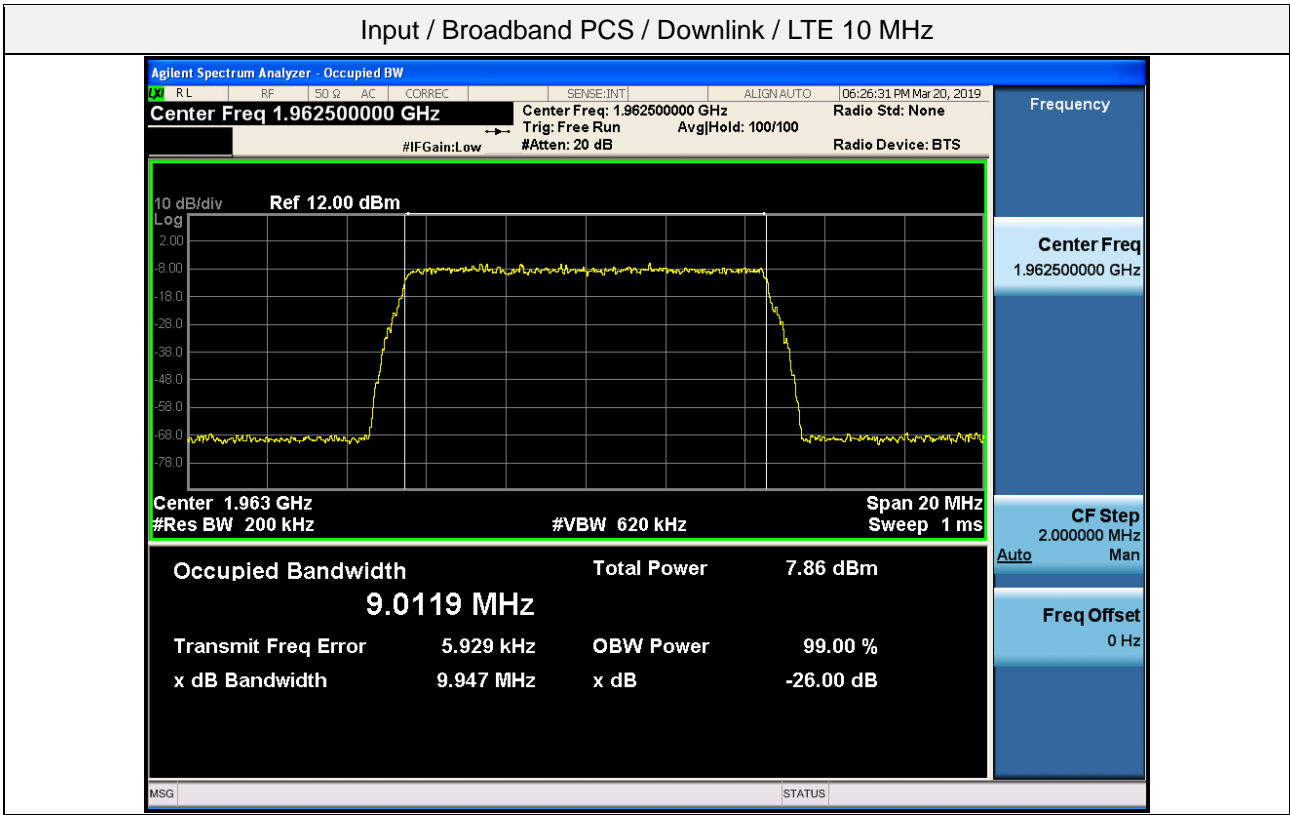 Input / Broadband PCS / Downlink / LTE 10 MHz
Agilent Spectrum Analyzer - Occupied BW
LXI RL RF 50 Ω AC CORREC SENSE:INT ALIGN AUTO 06:26:31 PM Mar 20, 2019
Center Freq 1.962500000 GHz
Center Freq: 1.962500000 GHz
Radio Std: None
Trig: Free Run Avg|Hold: 100/100
#IFGain:Low
#Atten: 20 dB
Radio Device: BTS
10 dB/div Ref 12.00 dBm
Log
2.00
-8.00
-18.0
-28.0
-38.0
-48.0
-58.0
-68.0
-78.0
Center 1.963 GHz Span 20 MHz
#Res BW 200 kHz #VBW 620 kHz Sweep 1 ms
Occupied Bandwidth Total Power 7.86 dBm
9.0119 MHz
Transmit Freq Error 5.929 kHz OBW Power 99.00 %
x dB Bandwidth 9.947 MHz x dB -26.00 dB
Frequency
Center Freq
1.962500000 GHz
CF Step
2.000000 MHz
Auto Man
Freq Offset
0 Hz
MSG STATUS